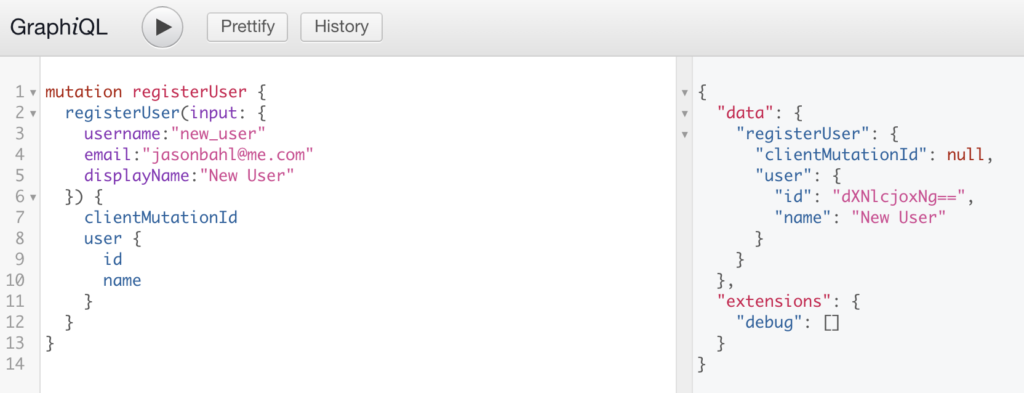 GraphiQL Prettify History
1 mutation registerUser {
2 registerUser(input: {
3 username:"new_user"
4 email:"jasonbahl@me.com"
5 displayName:"New User"
6 }) {
7 clientMutationId
8 user {
9 id
10 name
11 }
12 }
13 }
14
{
"data": {
"registerUser": {
"clientMutationId": null,
"user": {
"id": "dXNlcjoxNg==",
"name": "New User"
}
}
},
"extensions": {
"debug": []
}
}